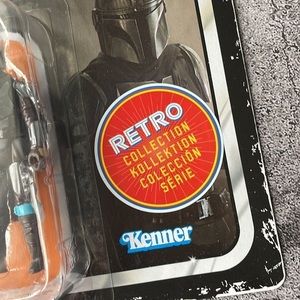 RETRO
COLLECTION
KOLLEKTION
COLECCIÓN
SÉRIE
Kenner